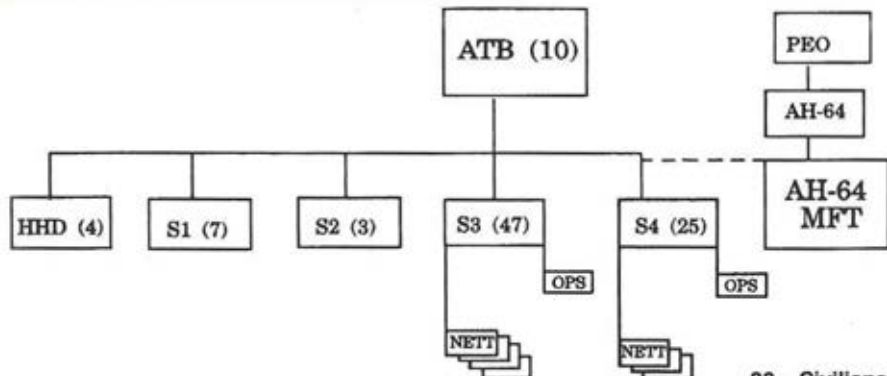 ATB (10)
PEO
AH-64
AH-64
MFT
HHD (4)
S1 (7)
S2 (3)
S3 (47)
S4 (25)
OPS
OPS
NETT
NETT